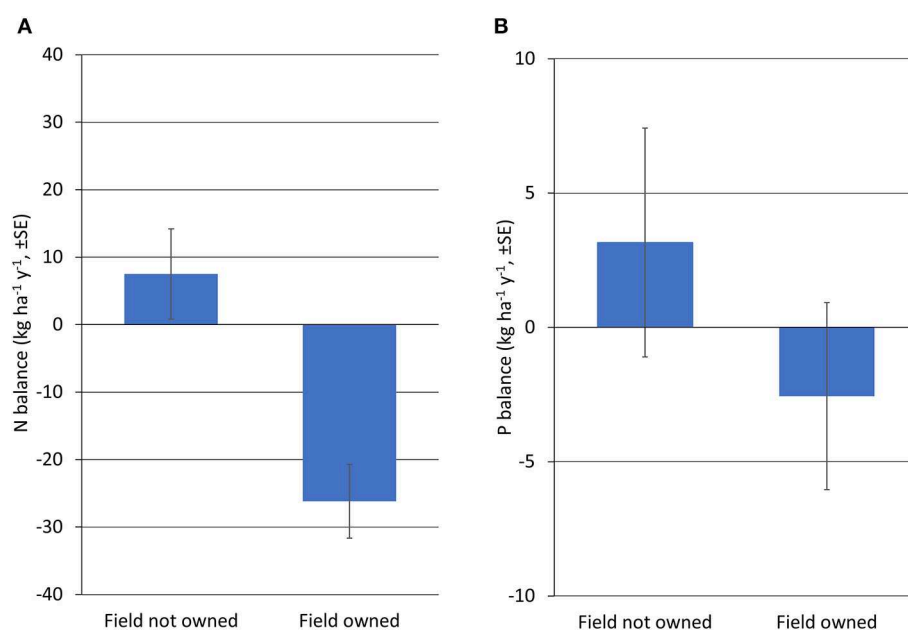 A
40
30
20
10
0
-10
-20
-30
-40
N balance (kg ha⁻¹ y⁻¹, ±SE)
Field not owned
Field owned
B
10
5
0
-5
-10
P balance (kg ha⁻¹ y⁻¹, ±SE)
Field not owned
Field owned